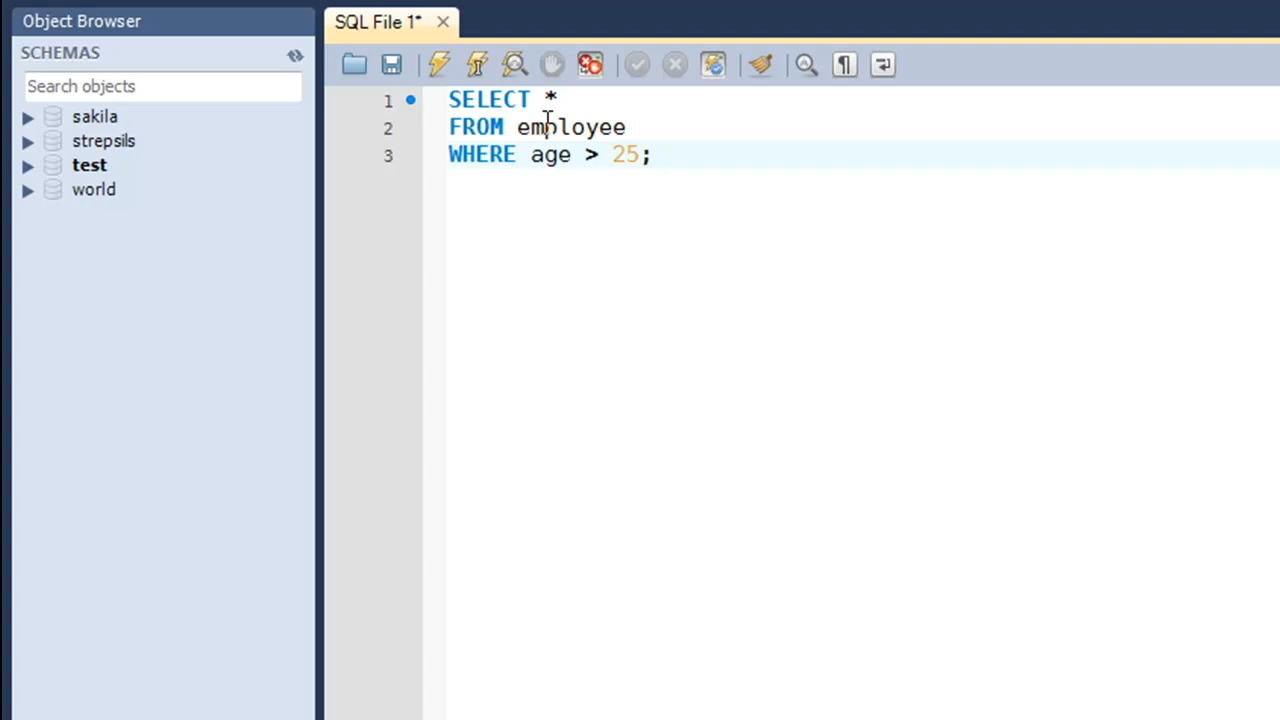 Object Browser
SCHEMAS
Search objects
sakila
strepsils
test
world
SQL File 1*
1 SELECT *
2 FROM employee
3 WHERE age > 25;